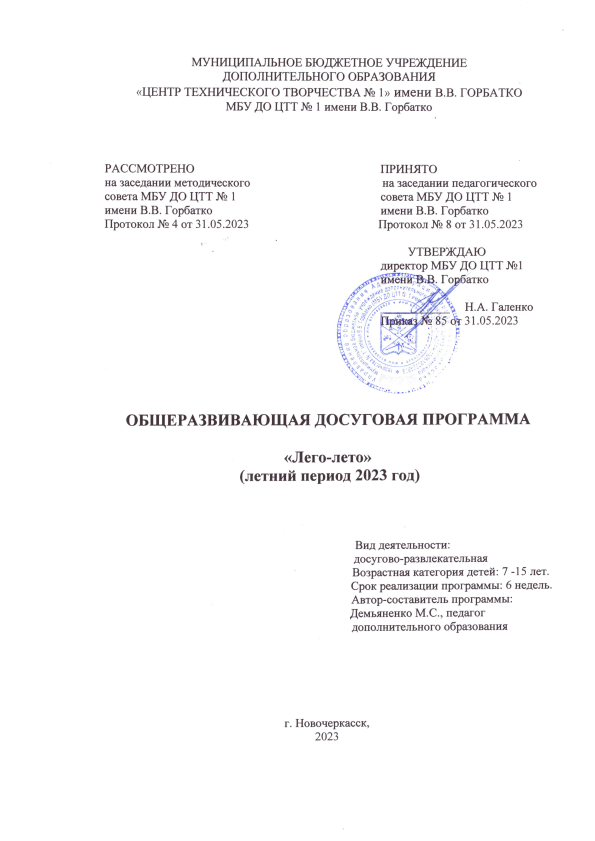 МУНИЦИПАЛЬНОЕ БЮДЖЕТНОЕ УЧРЕЖДЕНИЕ
ДОПОЛНИТЕЛЬНОГО ОБРАЗОВАНИЯ
«ЦЕНТР ТЕХНИЧЕСКОГО ТВОРЧЕСТВА № 1» имени В.В. ГОРБАТКО
МБУ ДО ЦТТ № 1 имени В.В. Горбатко
РАССМОТРЕНО
на заседании методического
совета МБУ ДО ЦТТ № 1
имени В.В. Горбатко
Протокол № 4 от 31.05.2023
ПРИНЯТО
на заседании педагогического
совета МБУ ДО ЦТТ № 1
имени В.В. Горбатко
Протокол № 8 от 31.05.2023
УТВЕРЖДАЮ
директор МБУ ДО ЦТТ №1
имени В.В. Горбатко
Н.А. Галенко
Приказ № 85 от 31.05.2023
ОБЩЕРАЗВИВАЮЩАЯ ДОСУГОВАЯ ПРОГРАММА
«Лего-лето»
(летний период 2023 год)
Вид деятельности:
досугово-развлекательная
Возрастная категория детей: 7 -15 лет.
Срок реализации программы: 6 недель.
Автор-составитель программы:
Демьяненко М.С., педагог
дополнительного образования
г. Новочеркасск,
2023